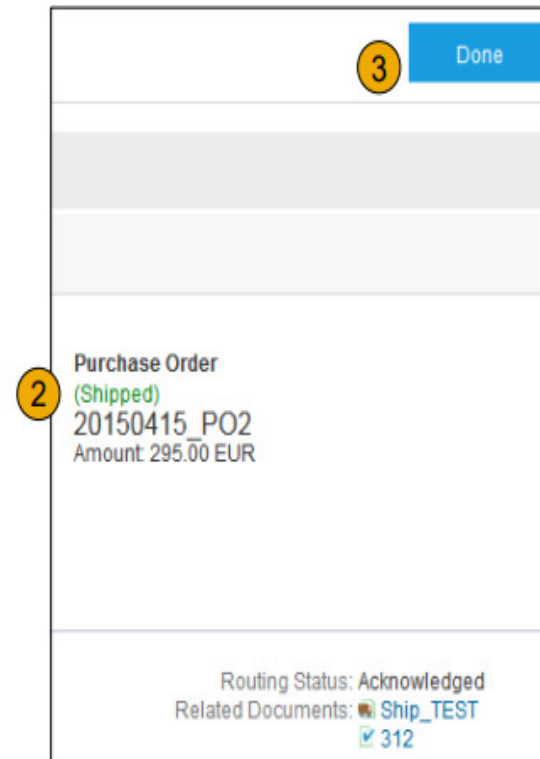 3
Done
Purchase Order
2
(Shipped)
20150415_PO2
Amount: 295.00 EUR
Routing Status: Acknowledged
Related Documents: Ship_TEST
312